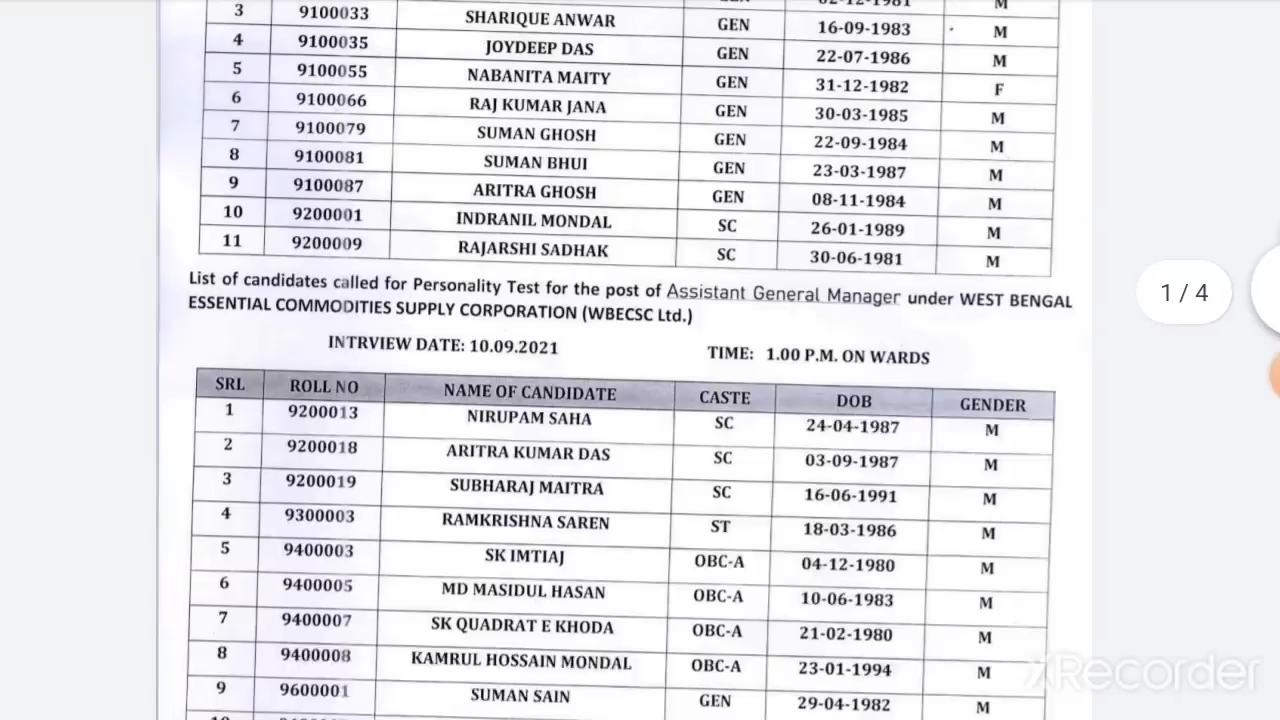 3 9100033 SHARIQUE ANWAR GEN 16-09-1983 M
4 9100035 JOYDEEP DAS GEN 22-07-1986 M
5 9100055 NABANITA MAITY GEN 31-12-1982 F
6 9100066 RAJ KUMAR JANA GEN 30-03-1985 M
7 9100079 SUMAN GHOSH GEN 22-09-1984 M
8 9100081 SUMAN BHUI GEN 23-03-1987 M
9 9100087 ARITRA GHOSH GEN 08-11-1984 M
10 9200001 INDRANIL MONDAL SC 26-01-1989 M
11 9200009 RAJARSHI SADHAK SC 30-06-1981 M
List of candidates called for Personality Test for the post of Assistant General Manager under WEST BENGAL
ESSENTIAL COMMODITIES SUPPLY CORPORATION (WBECSC Ltd.)
INTRVIEW DATE: 10.09.2021 TIME: 1.00 P.M. ON WARDS
SRL ROLL NO NAME OF CANDIDATE CASTE DOB GENDER
1 9200013 NIRUPAM SAHA SC 24-04-1987 M
2 9200018 ARITRA KUMAR DAS SC 03-09-1987 M
3 9200019 SUBHARAJ MAITRA SC 16-06-1991 M
4 9300003 RAMKRISHNA SAREN ST 18-03-1986 M
5 9400003 SK IMTIAJ OBC-A 04-12-1980 M
6 9400005 MD MASIDUL HASAN OBC-A 10-06-1983 M
7 9400007 SK QUADRAT E KHODA OBC-A 21-02-1980 M
8 9400008 KAMRUL HOSSAIN MONDAL OBC-A 23-01-1994 M
9 9600001 SUMAN SAIN GEN 29-04-1982 M
1 / 4
XRecorder